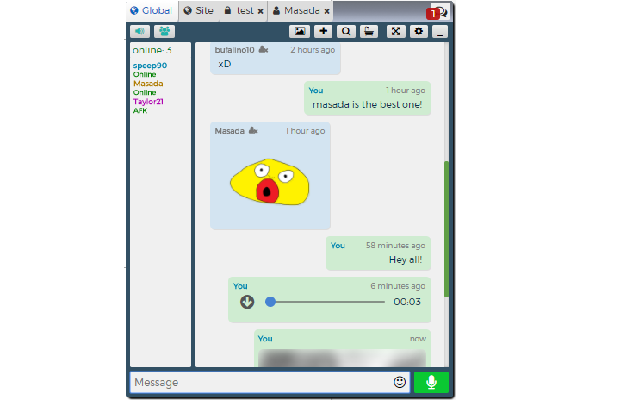 Global Site test x Masada x
1
online: 3
speep90
Online
Masada
Online
Taylor21
AFK
bufalino10 2 hours ago
xD
You 1 hour ago
masada is the best one!
Masada 1 hour ago
You 58 minutes ago
Hey all!
You 6 minutes ago
00:03
You now
Message